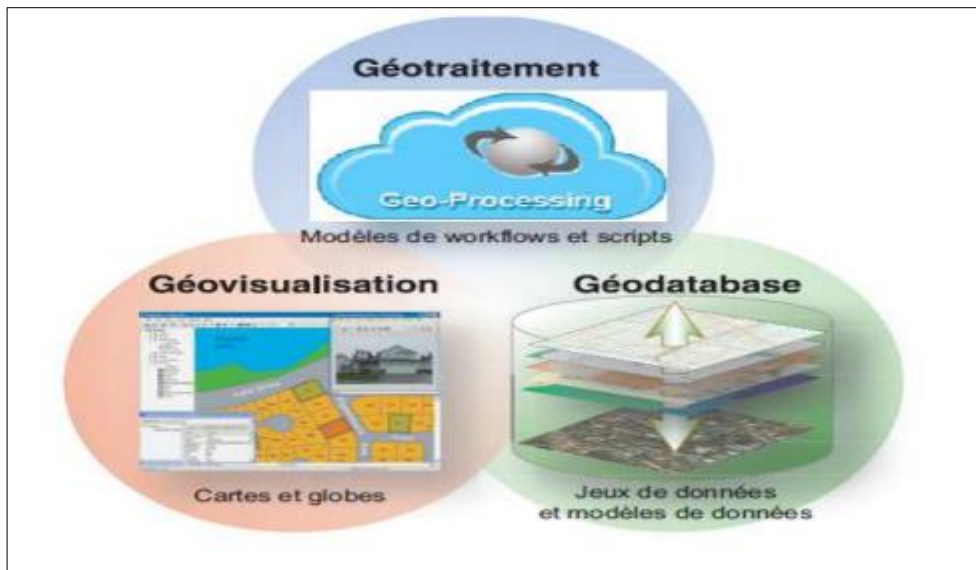 Géotraitement
Geo-Processing
Modèles de workflows et scripts
Géovisualisation
Géodatabase
Cartes et globes
Jeux de données
et modèles de données